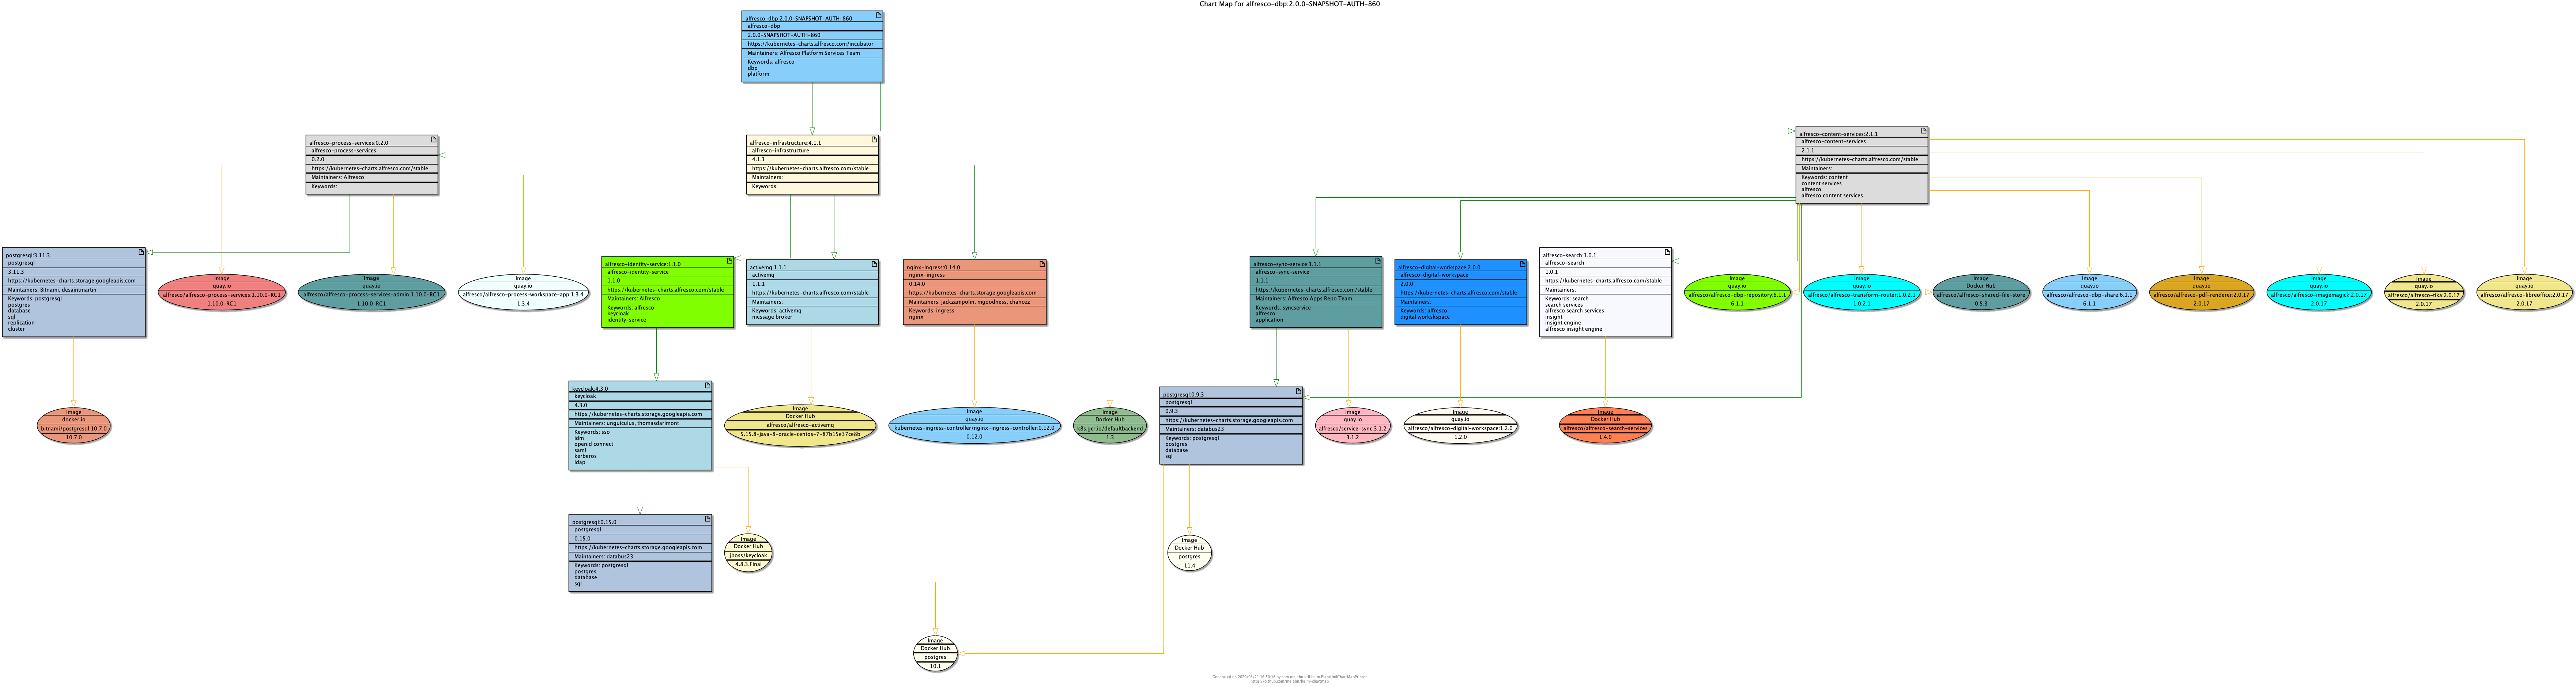 Chart Map for alfresco-dbp:2.0.0-SNAPSHOT-AUTH-860
alfresco-dbp:2.0.0-SNAPSHOT-AUTH-860
alfresco-dbp
2.0.0-SNAPSHOT-AUTH-860
https://kubernetes-charts.alfresco.com/incubator
Maintainers: Alfresco Platform Services Team
Keywords: alfresco
dbp
platform
alfresco-process-services:0.2.0
alfresco-process-services
0.2.0
https://kubernetes-charts.alfresco.com/stable
Maintainers: Alfresco
Keywords:
alfresco-infrastructure:4.1.1
alfresco-infrastructure
4.1.1
https://kubernetes-charts.alfresco.com/stable
Maintainers:
Keywords:
alfresco-content-services:2.1.1
alfresco-content-services
2.1.1
https://kubernetes-charts.alfresco.com/stable
Maintainers:
Keywords: content
content services
alfresco
alfresco content services
postgresql:3.11.3
postgresql
3.11.3
https://kubernetes-charts.storage.googleapis.com
Maintainers: Bitnami, desaintmartin
Keywords: postgresql
postgres
database
sql
replication
cluster
Image
quay.io
alfresco/alfresco-process-services:1.10.0-RC1
1.10.0-RC1
Image
quay.io
alfresco/alfresco-process-services-admin:1.10.0-RC1
1.10.0-RC1
Image
quay.io
alfresco/alfresco-process-workspace-app:1.3.4
1.3.4
alfresco-identity-service:1.1.0
alfresco-identity-service
1.1.0
https://kubernetes-charts.alfresco.com/stable
Maintainers: Alfresco
Keywords: alfresco
keycloak
identity-service
activemq:1.1.1
activemq
1.1.1
https://kubernetes-charts.alfresco.com/stable
Maintainers:
Keywords: activemq
message broker
nginx-ingress:0.14.0
nginx-ingress
0.14.0
https://kubernetes-charts.storage.googleapis.com
Maintainers: jackzampolin, mgoodness, chancez
Keywords: ingress
nginx
alfresco-sync-service:1.1.1
alfresco-sync-service
1.1.1
https://kubernetes-charts.alfresco.com/stable
Maintainers: Alfresco Apps Repo Team
Keywords: syncservice
alfresco
application
alfresco-digital-workspace:2.0.0
alfresco-digital-workspace
2.0.0
https://kubernetes-charts.alfresco.com/stable
Maintainers:
Keywords: alfresco
digital workskspace
alfresco-search:1.0.1
alfresco-search
1.0.1
https://kubernetes-charts.alfresco.com/stable
Maintainers:
Keywords: search
search services
alfresco search services
insight
insight engine
alfresco insight engine
Image
quay.io
alfresco/alfresco-dbp-repository:6.1.1
6.1.1
Image
quay.io
alfresco/alfresco-transform-router:1.0.2.1
1.0.2.1
Image
Docker Hub
alfresco/alfresco-shared-file-store
0.5.3
Image
quay.io
alfresco/alfresco-dbp-share:6.1.1
6.1.1
Image
quay.io
alfresco/alfresco-pdf-renderer:2.0.17
2.0.17
Image
quay.io
alfresco/alfresco-imagemagick:2.0.17
2.0.17
Image
quay.io
alfresco/alfresco-tika:2.0.17
2.0.17
Image
quay.io
alfresco/alfresco-libreoffice:2.0.17
2.0.17
Image
docker.io
bitnami/postgresql:10.7.0
10.7.0
keycloak:4.3.0
keycloak
4.3.0
https://kubernetes-charts.storage.googleapis.com
Maintainers: unguiculus, thomasdarimont
Keywords: sso
idm
openid connect
saml
kerberos
ldap
Image
Docker Hub
alfresco/alfresco-activemq
5.15.8-java-8-oracle-centos-7-87b15e37ce8b
Image
quay.io
kubernetes-ingress-controller/nginx-ingress-controller:0.12.0
0.12.0
Image
Docker Hub
k8s.gcr.io/defaultbackend
1.3
postgresql:0.9.3
postgresql
0.9.3
https://kubernetes-charts.storage.googleapis.com
Maintainers: databus23
Keywords: postgresql
postgres
database
sql
Image
quay.io
alfresco/service-sync:3.1.2
3.1.2
Image
quay.io
alfresco/alfresco-digital-workspace:1.2.0
1.2.0
Image
Docker Hub
alfresco/alfresco-search-services
1.4.0
postgresql:0.15.0
postgresql
0.15.0
https://kubernetes-charts.storage.googleapis.com
Maintainers: databus23
Keywords: postgresql
postgres
database
sql
Image
Docker Hub
jboss/keycloak
4.8.3.Final
Image
Docker Hub
postgres
11.4
Image
Docker Hub
postgres
10.1